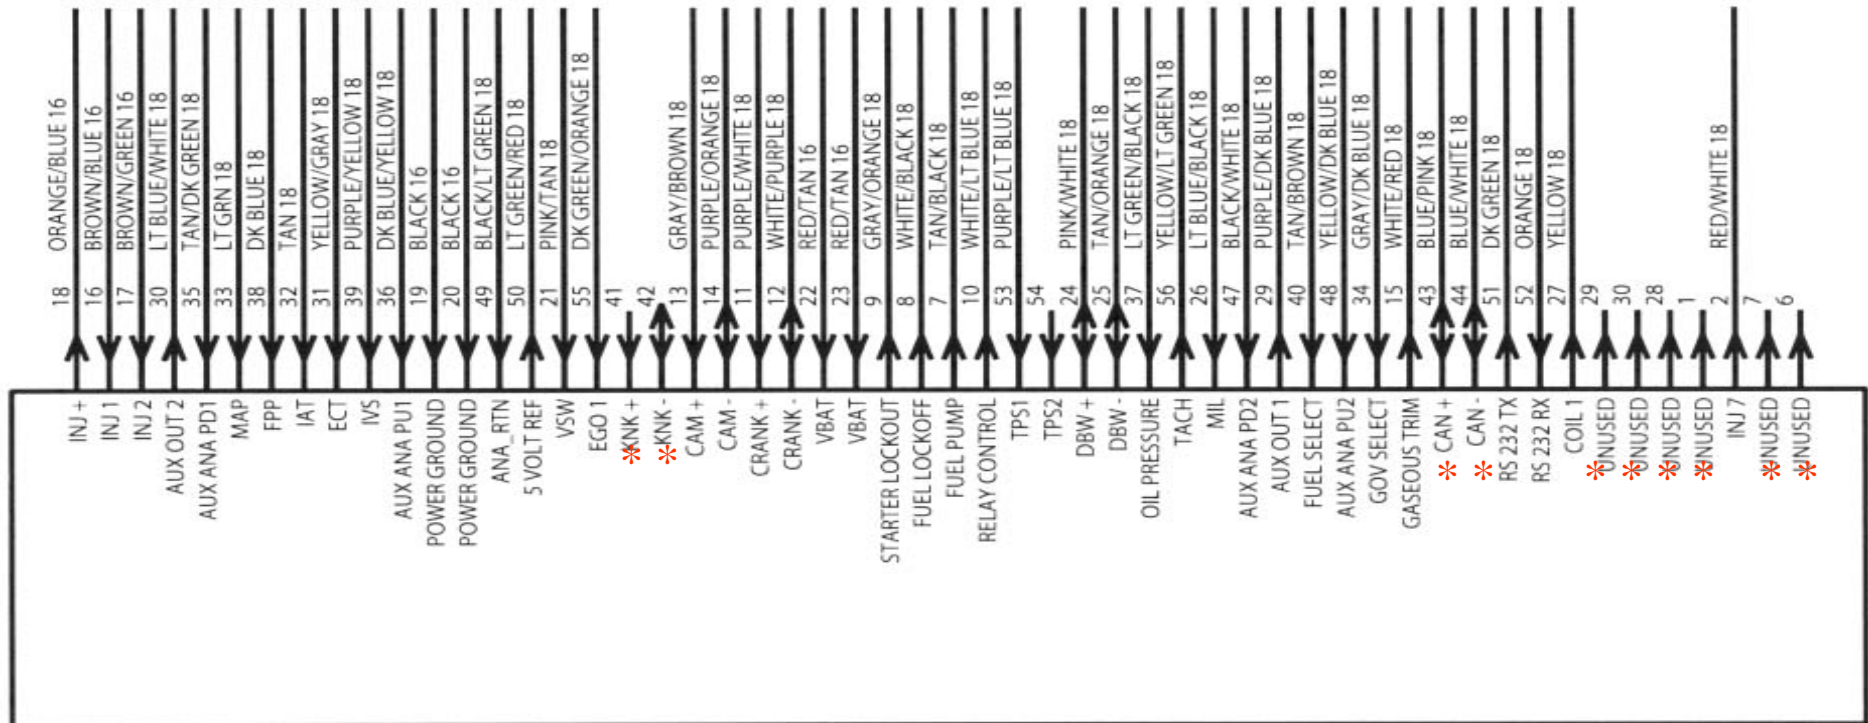 18 ORANGE/BLUE 16
16 BROWN/BLUE 16
17 BROWN/GREEN 16
30 LT BLUE/WHITE 18
35 TAN/DK GREEN 18
33 LT GRN 18
38 DK BLUE 18
32 TAN 18
31 YELLOW/GRAY 18
39 PURPLE/YELLOW 18
36 DK BLUE/YELLOW 18
19 BLACK 16
20 BLACK 16
49 BLACK/LT GREEN 18
50 LT GREEN/RED 18
21 PINK/TAN 18
55 DK GREEN/ORANGE 18
41
42
13 GRAY/BROWN 18
14 PURPLE/ORANGE 18
11 PURPLE/WHITE 18
12 WHITE/PURPLE 18
22 RED/TAN 16
23 RED/TAN 16
9 GRAY/ORANGE 18
8 WHITE/BLACK 18
7 TAN/BLACK 18
10 WHITE/LT BLUE 18
53 PURPLE/LT BLUE 18
54
24 PINK/WHITE 18
25 TAN/ORANGE 18
37 LT GREEN/BLACK 18
56 YELLOW/LT GREEN 18
26 LT BLUE/BLACK 18
47 BLACK/WHITE 18
29 PURPLE/DK BLUE 18
40 TAN/BROWN 18
48 YELLOW/DK BLUE 18
34 GRAY/DK BLUE 18
15 WHITE/RED 18
43 BLUE/PINK 18
44 BLUE/WHITE 18
51 DK GREEN 18
52 ORANGE 18
27 YELLOW 18
29
30
28
1
2 RED/WHITE 18
7
6
INJ +
INJ 1
INJ 2
AUX OUT 2
AUX ANA PD1
MAP
FPP
IAT
ECT
IVS
AUX ANA PU1
POWER GROUND
POWER GROUND
ANA_RTN
5 VOLT REF
VSW
EGO 1
* KNK +
* KNK -
CAM +
CAM -
CRANK +
CRANK -
VBAT
VBAT
STARTER LOCKOUT
FUEL LOCKOFF
FUEL PUMP
RELAY CONTROL
TPS1
TPS2
DBW +
DBW -
OIL PRESSURE
TACH
MIL
AUX ANA PD2
AUX OUT 1
FUEL SELECT
AUX ANA PU2
GOV SELECT
GASEOUS TRIM
* CAN +
* CAN -
RS 232 TX
RS 232 RX
COIL 1
* UNUSED
* UNUSED
* UNUSED
* UNUSED
INJ 7
* UNUSED
* UNUSED